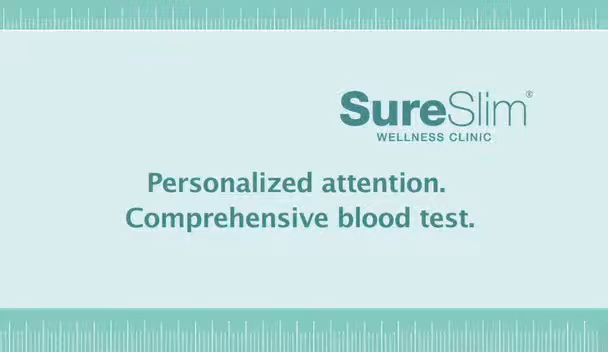 SureSlim®
WELLNESS CLINIC
Personalized attention.
Comprehensive blood test.